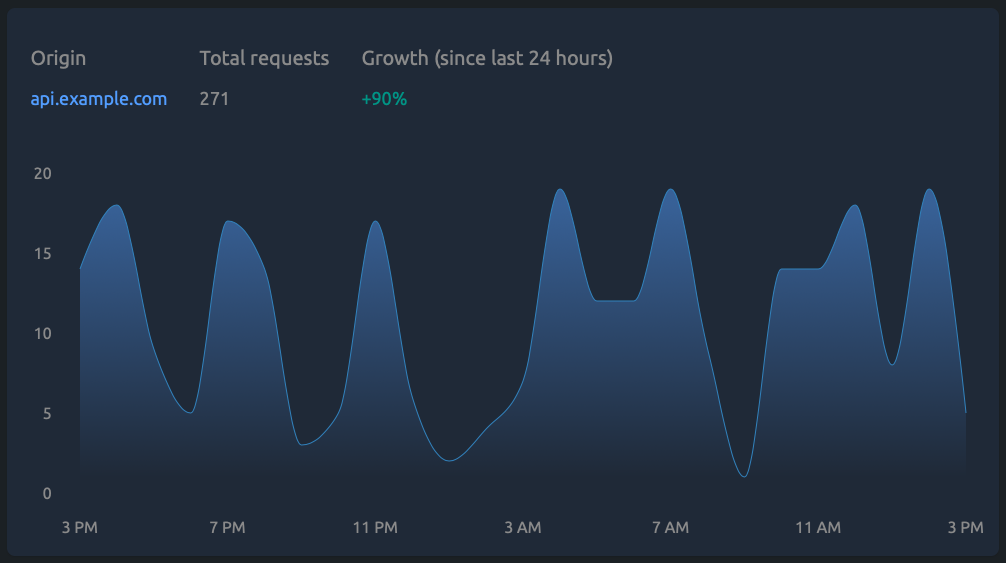 Origin Total requests Growth (since last 24 hours)
api.example.com 271 +90%
20
15
10
5
0
3 PM 7 PM 11 PM 3 AM 7 AM 11 AM 3 PM